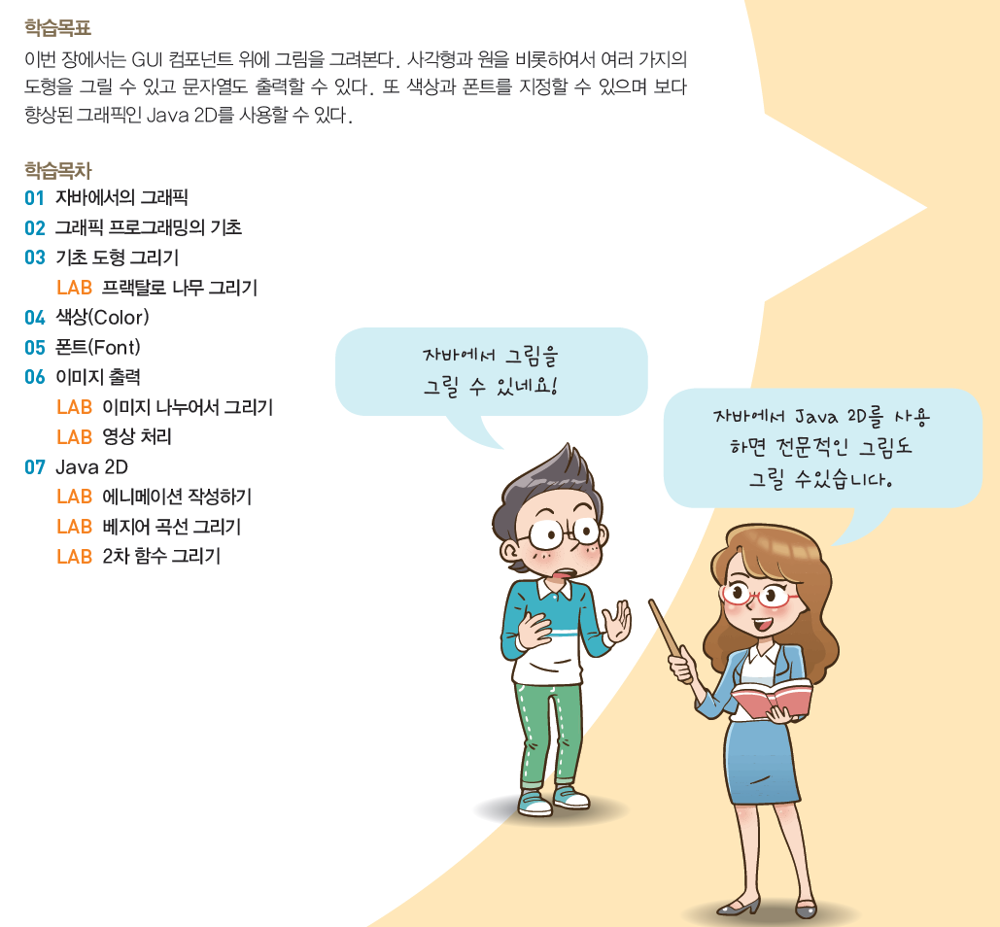 학습목표
이번 장에서는 GUI 컴포넌트 위에 그림을 그려본다. 사각형과 원을 비롯하여서 여러 가지의
도형을 그릴 수 있고 문자열도 출력할 수 있다. 또 색상과 폰트를 지정할 수 있으며 보다
향상된 그래픽인 Java 2D를 사용할 수 있다.
학습목차
01 자바에서의 그래픽
02 그래픽 프로그래밍의 기초
03 기초 도형 그리기
LAB 프랙탈로 나무 그리기
04 색상(Color)
05 폰트(Font)
06 이미지 출력
LAB 이미지 나누어서 그리기
LAB 영상 처리
07 Java 2D
LAB 에니메이션 작성하기
LAB 베지어 곡선 그리기
LAB 2차 함수 그리기
자바에서 그림을
그릴 수 있네요!
자바에서 Java 2D를 사용
하면 전문적인 그림도
그릴 수있습니다.